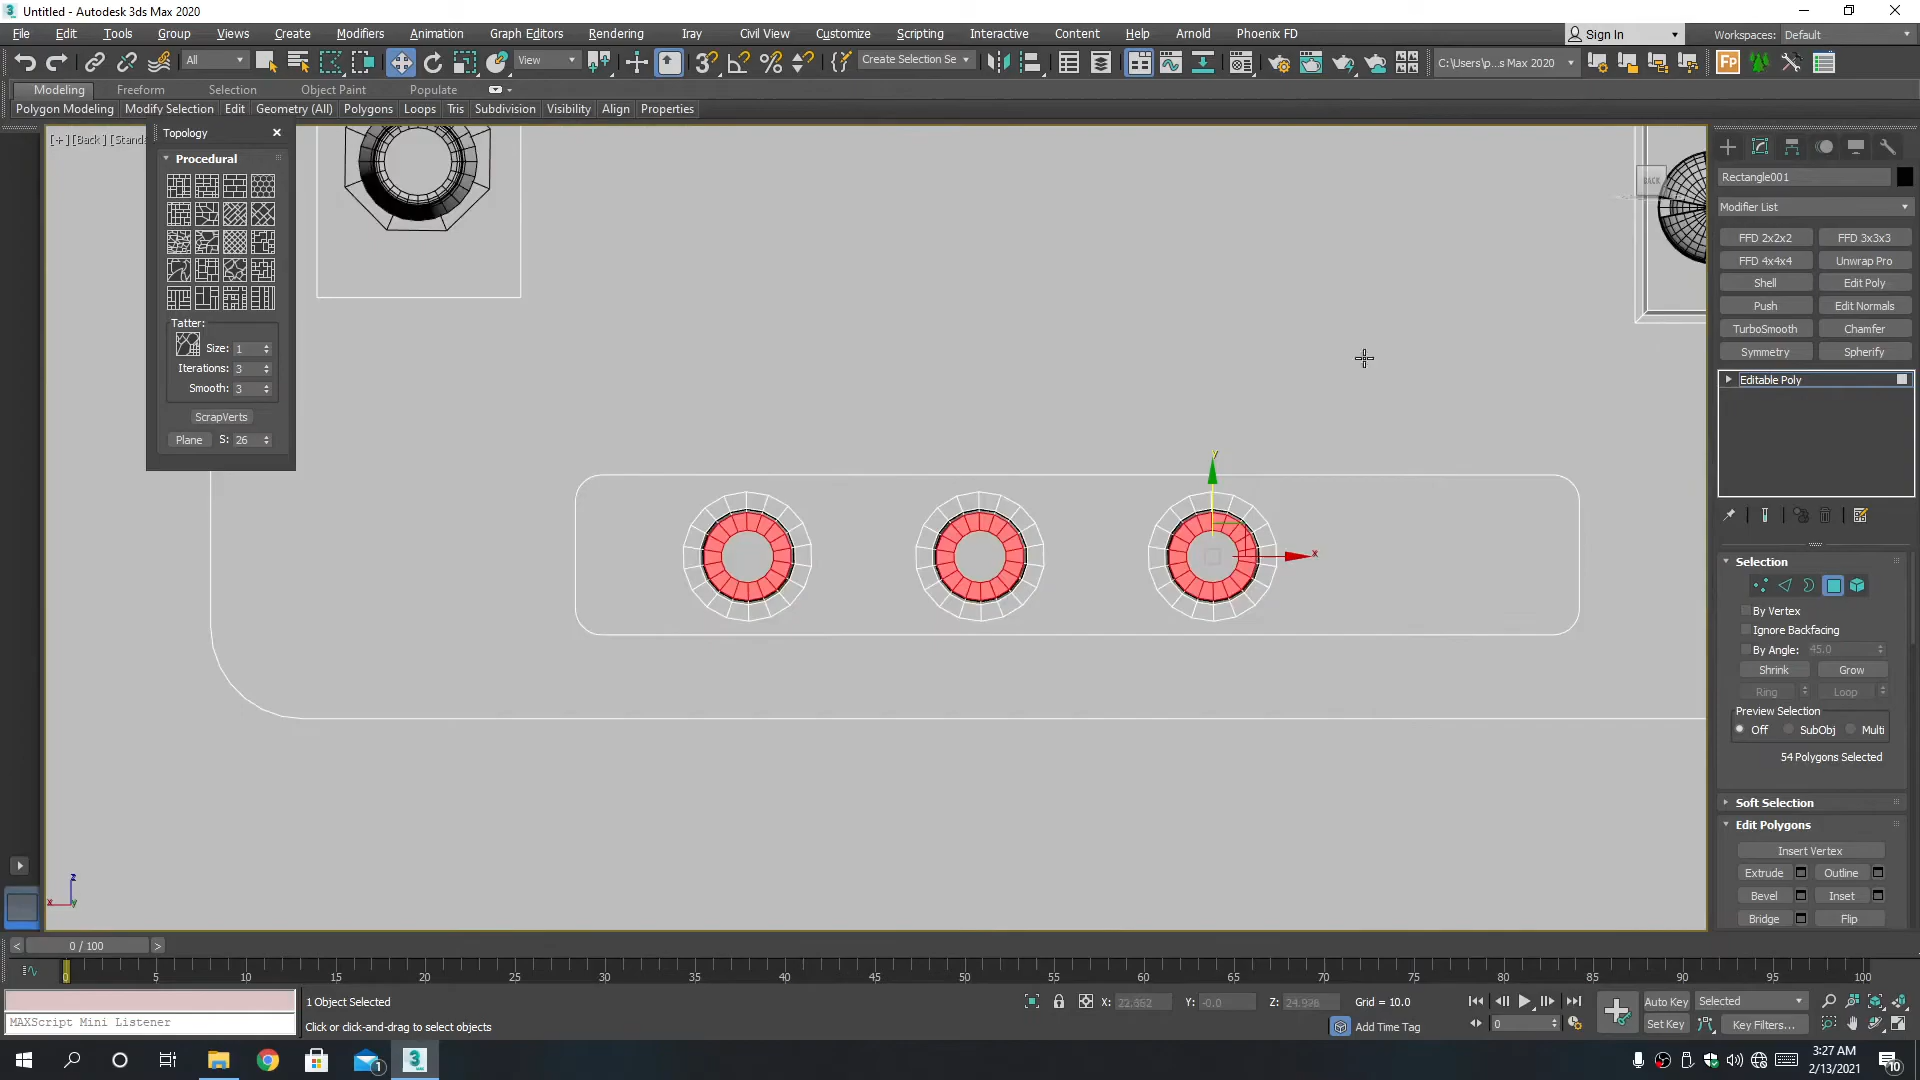 Untitled - Autodesk 3ds Max 2020
File Edit Tools Group Views Create Modifiers Animation Graph Editors Rendering Iray Civil View Customize Scripting Interactive Content Help Arnold Phoenix FD Sign In Workspaces: Default
All View Create Selection Se C:\Users\p...s Max 2020
Modeling Freeform Selection Object Paint Populate
Polygon Modeling Modify Selection Edit Geometry (All) Polygons Loops Tris Subdivision Visibility Align Properties
[+] [Back] [Stand
Topology
Procedural
Tatter:
Size: 1
Iterations: 3
Smooth: 3
ScrapVerts
Plane S: 26
BACK
y
x
z
x y
Rectangle001
Modifier List
FFD 2x2x2 FFD 3x3x3
FFD 4x4x4 Unwrap Pro
Shell Edit Poly
Push Edit Normals
TurboSmooth Chamfer
Symmetry Spherify
Editable Poly
Selection
By Vertex
Ignore Backfacing
By Angle: 45.0
Shrink Grow
Ring Loop
Preview Selection
Off SubObj Multi
54 Polygons Selected
Soft Selection
Edit Polygons
Insert Vertex
Extrude Outline
Bevel Inset
Bridge Flip
< 0 / 100 >
0 5 10 15 20 25 30 35 40 45 50 55 60 65 70 75 80 85 90 95 100
1 Object Selected X: Y: -0.0 Z: Grid = 10.0 Auto Key Selected
MAXScript Mini Listener Click or click-and-drag to select objects Add Time Tag 0 Set Key Key Filters...
3:27 AM
2/13/2021
1
10